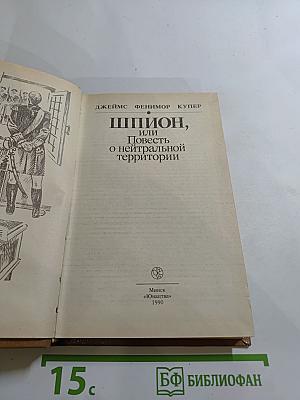 ДЖЕЙМС ФЕНИМОР КУПЕР
ШПИОН,
или
Повесть
о нейтральной
территории
Минск
«Юнацтва»
1990
15с
БФ БИБЛИОФАН